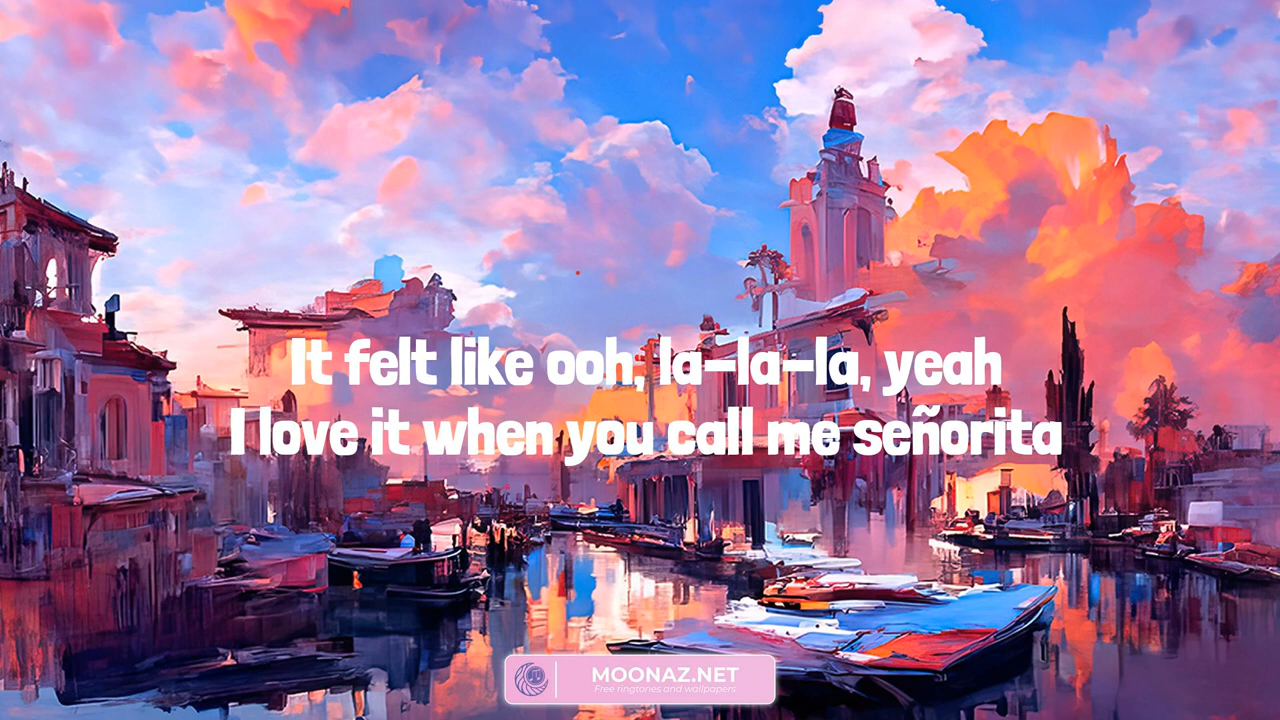 It felt like ooh, la-la-la, yeah
I love it when you call me señorita
MOONAZ.NET
Free ringtones and wallpapers